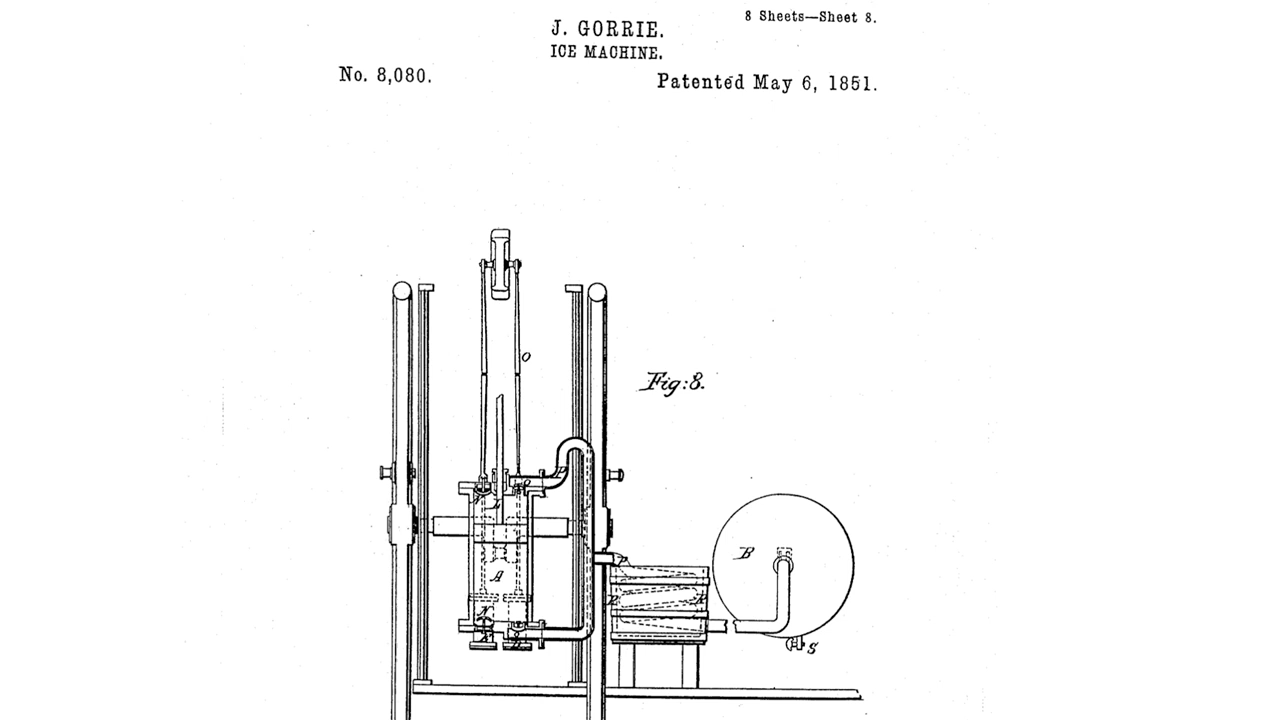 8 Sheets—Sheet 8.
J. GORRIE.
ICE MACHINE.
No. 8,080.
Patented May 6, 1851.
O
Fig: 8.
B
A
N
S